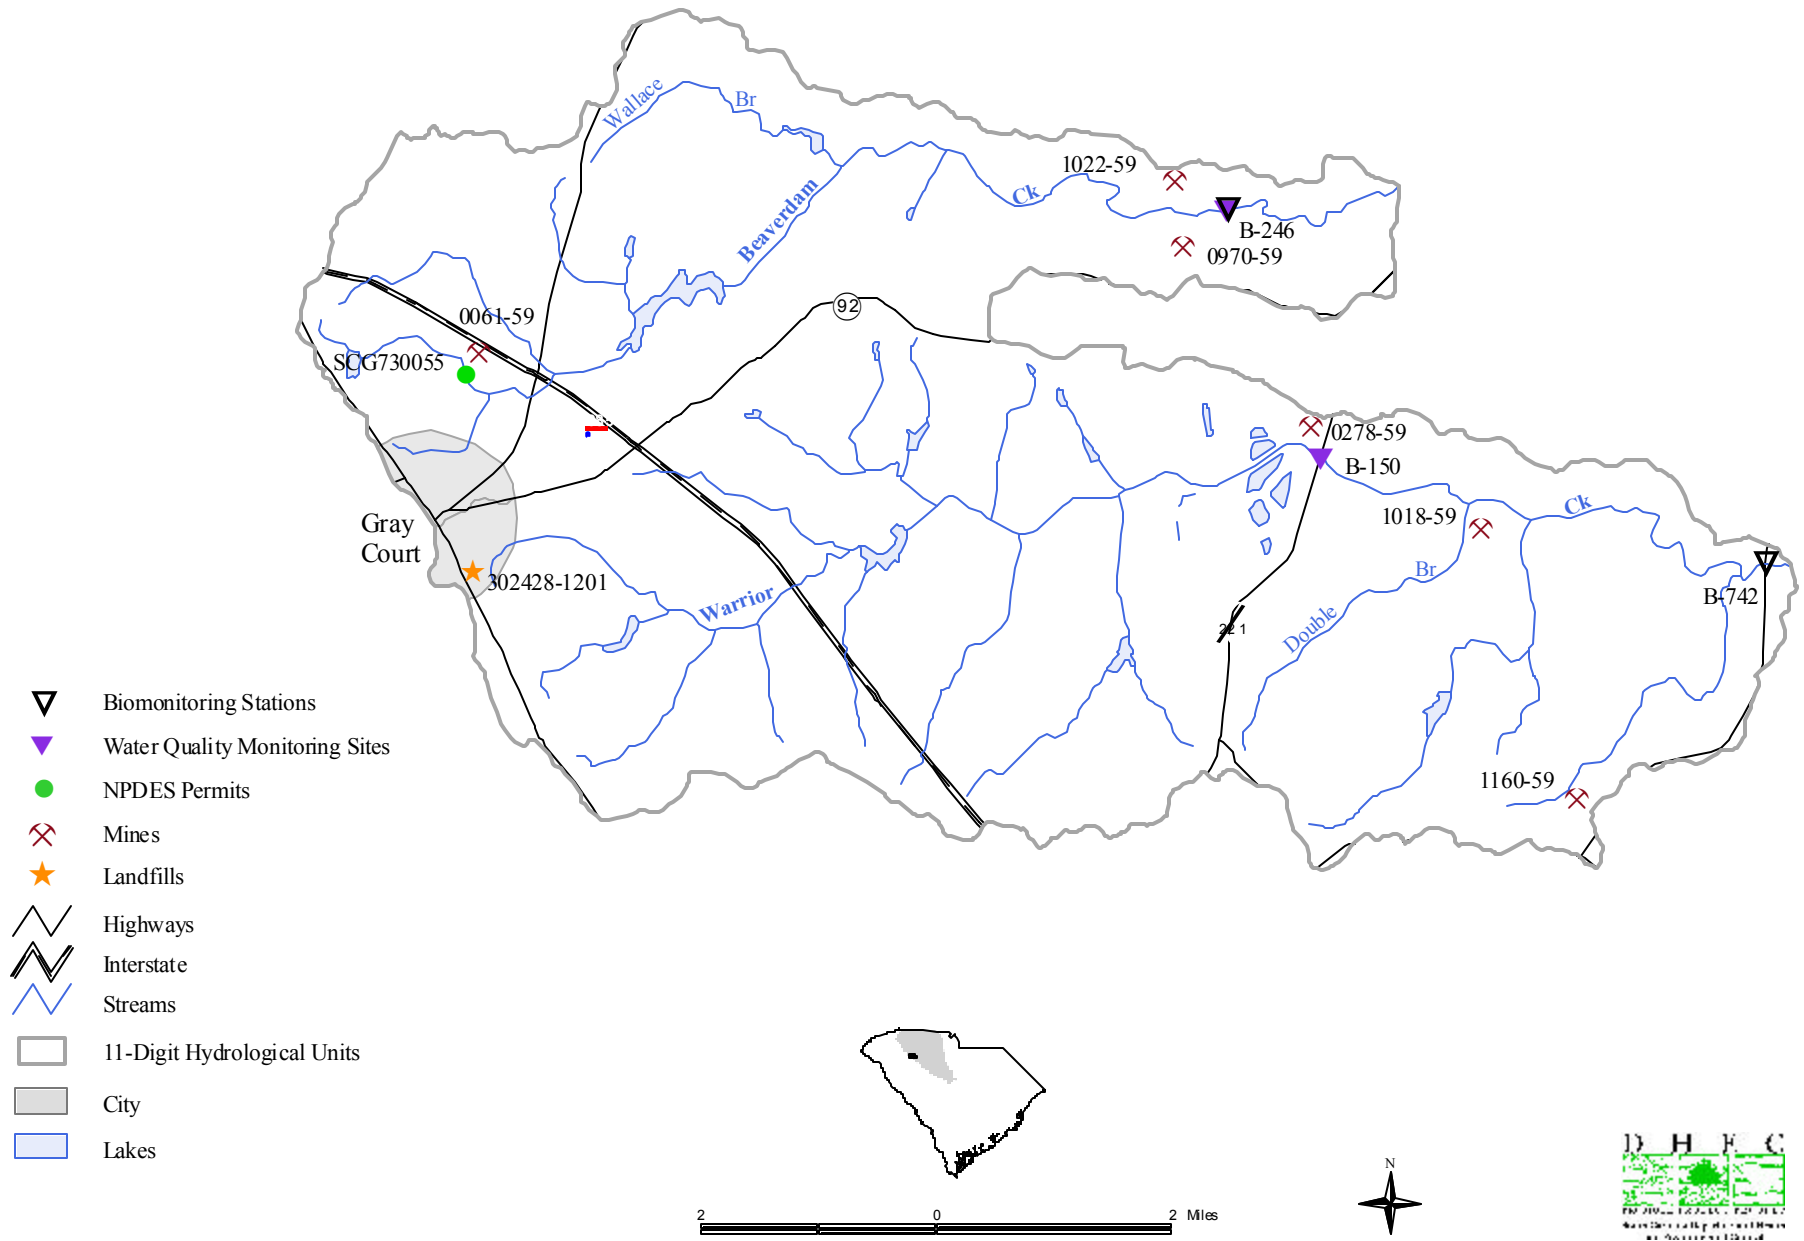 Wallace
Br
1022-59
Ck
Beaverdam
B-246
0970-59
92
0061-59
SCG730055
0278-59
B-150
1018-59
Ck
Gray
Court
302428-1201
Warrior
Br
Double
221
B-742
1160-59
Biomonitoring Stations
Water Quality Monitoring Sites
NPDES Permits
Mines
Landfills
Highways
Interstate
Streams
11-Digit Hydrological Units
City
Lakes
N
2 0 2 Miles
D H E C